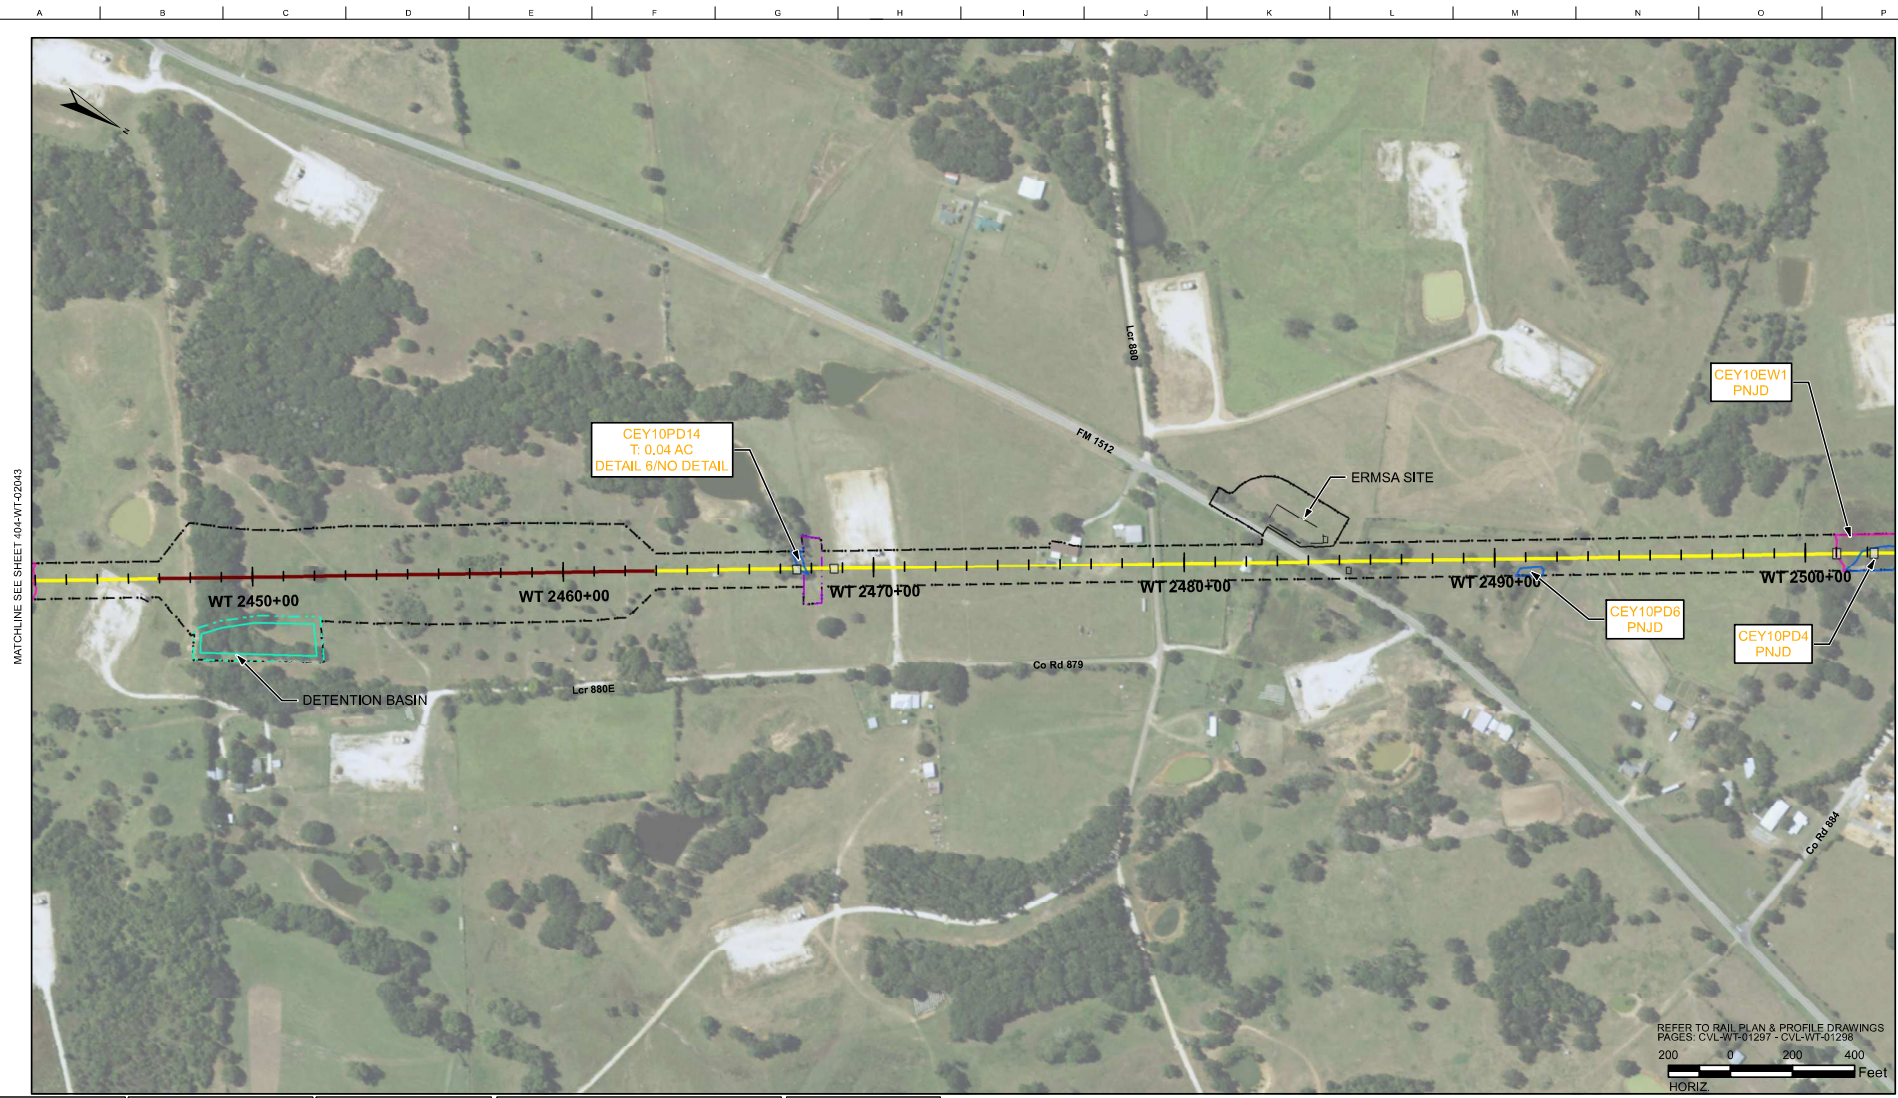 A B C D E F G H I J K L M N O P
N
MATCHLINE SEE SHEET 404-WT-02043
Lcr 880
CEY10EW1
PNJD
CEY10PD14
T: 0.04 AC
DETAIL 6/NO DETAIL
FM 1512
ERMSA SITE
WT 2450+00
WT 2460+00
WT 2470+00
WT 2480+00
WT 2490+00
WT 2500+00
CEY10PD6
PNJD
CEY10PD4
PNJD
Co Rd 879
Lcr 880E
DETENTION BASIN
Co Rd 884
REFER TO RAIL PLAN & PROFILE DRAWINGS
PAGES: CVL-WT-01297 - CVL-WT-01298
200 0 200 400
Feet
HORIZ.